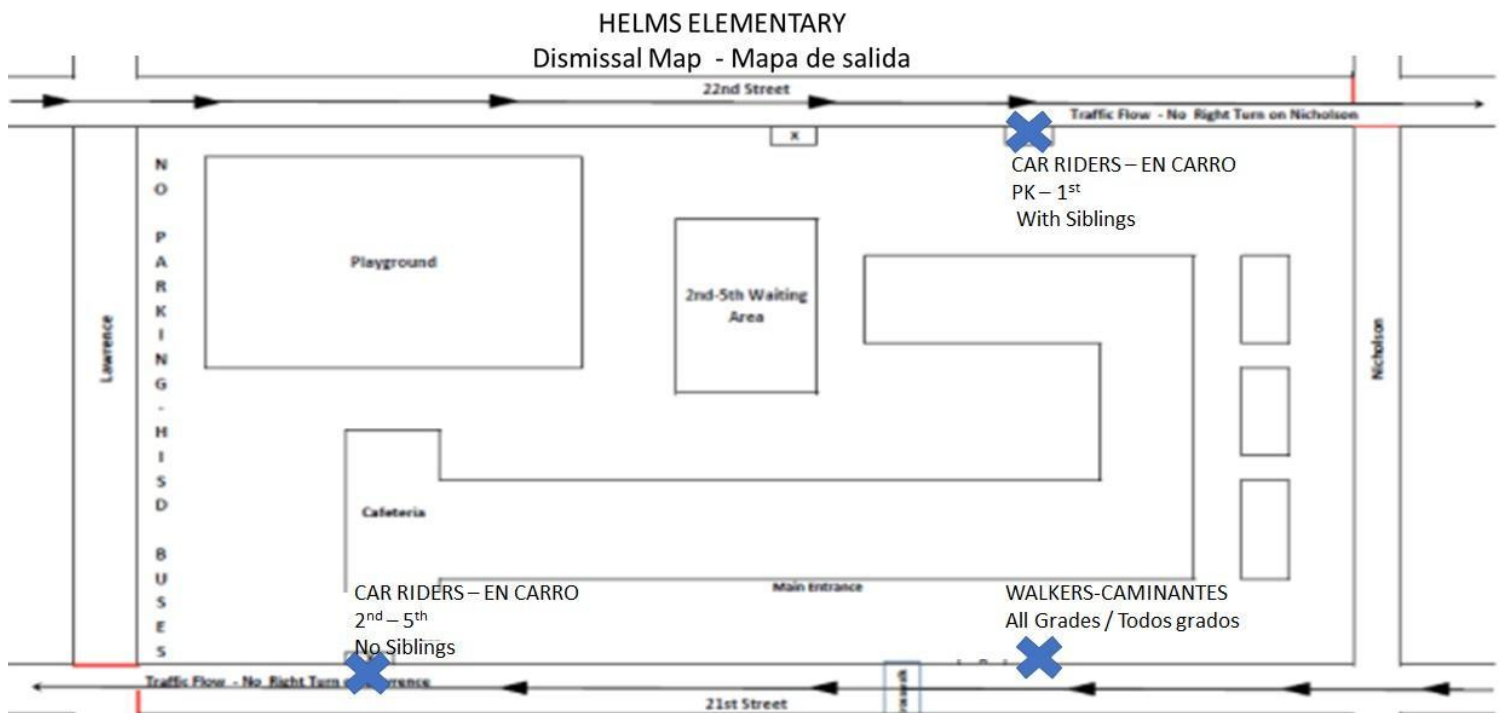 HELMS ELEMENTARY
Dismissal Map - Mapa de salida
22nd Street
Traffic Flow - No Right Turn on Nicholson
X
CAR RIDERS – EN CARRO
PK – 1st
With Siblings
NO PARKING-HISD BUSES
Playground
2nd-5th Waiting
Area
Lawrence
Nicholson
Cafeteria
Main Entrance
CAR RIDERS – EN CARRO
2nd – 5th
No Siblings
WALKERS-CAMINANTES
All Grades / Todos grados
Traffic Flow - No Right Turn
21st Street